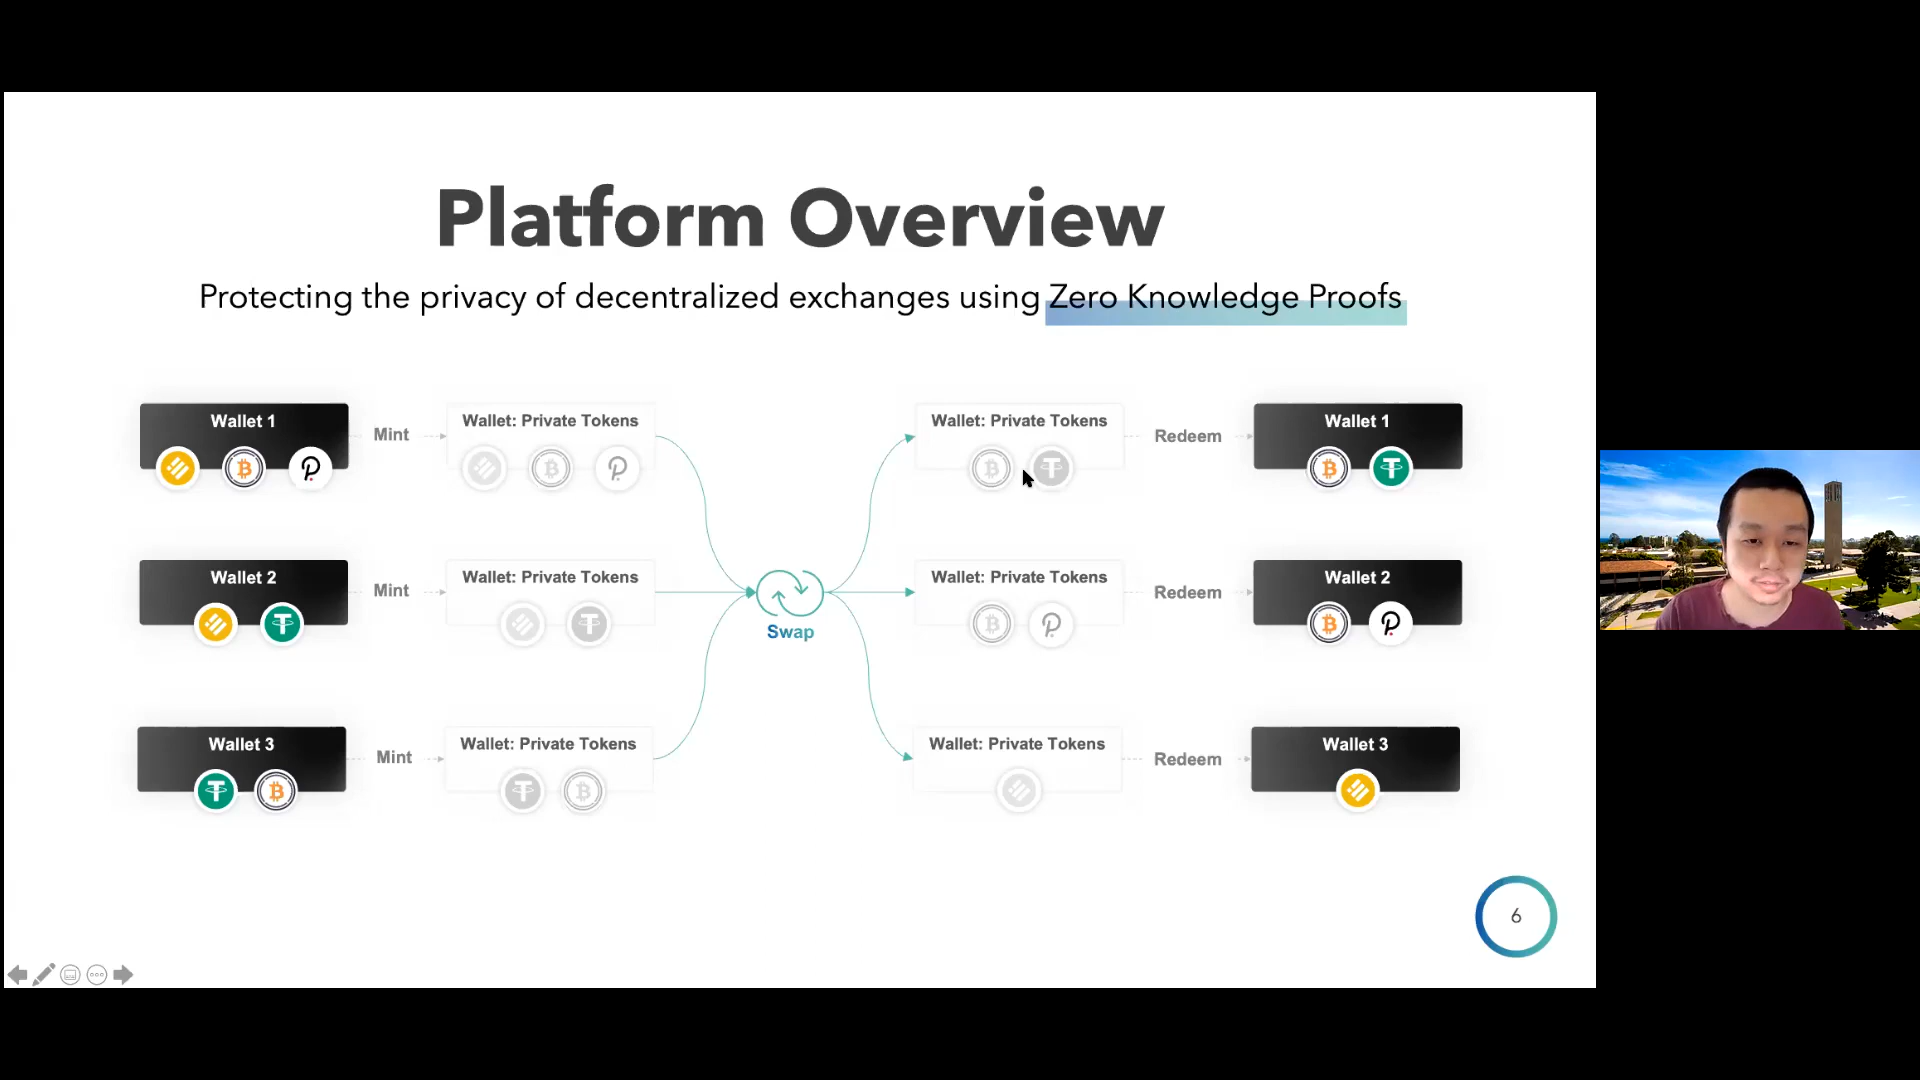 Platform Overview
Protecting the privacy of decentralized exchanges using Zero Knowledge Proofs
Wallet 1
Mint
Wallet: Private Tokens
Wallet: Private Tokens
Redeem
Wallet 1
Wallet 2
Mint
Wallet: Private Tokens
Swap
Wallet: Private Tokens
Redeem
Wallet 2
Wallet 3
Mint
Wallet: Private Tokens
Wallet: Private Tokens
Redeem
Wallet 3
6